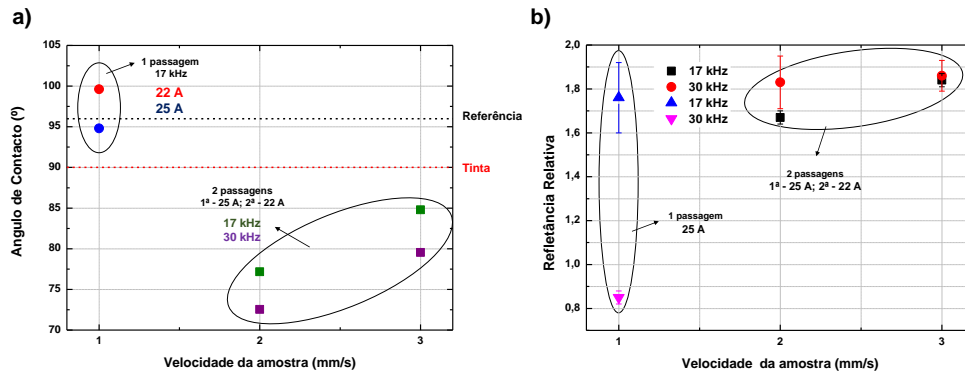 a)
1 passagem
17 kHz
22 A
25 A
Referência
Tinta
2 passagens
1ª - 25 A; 2ª - 22 A
17 kHz
30 kHz
Angulo de Contacto (º)
100
95
90
85
80
75
70
1
2
3
Velocidade da amostra (mm/s)
b)
17 kHz
30 kHz
17 kHz
30 kHz
2 passagens
1ª - 25 A; 2ª - 22 A
1 passagem
25 A
Refletância Relativa
2,0
1,8
1,6
1,4
1,2
1,0
0,8
1
2
3
Velocidade da amostra (mm/s)